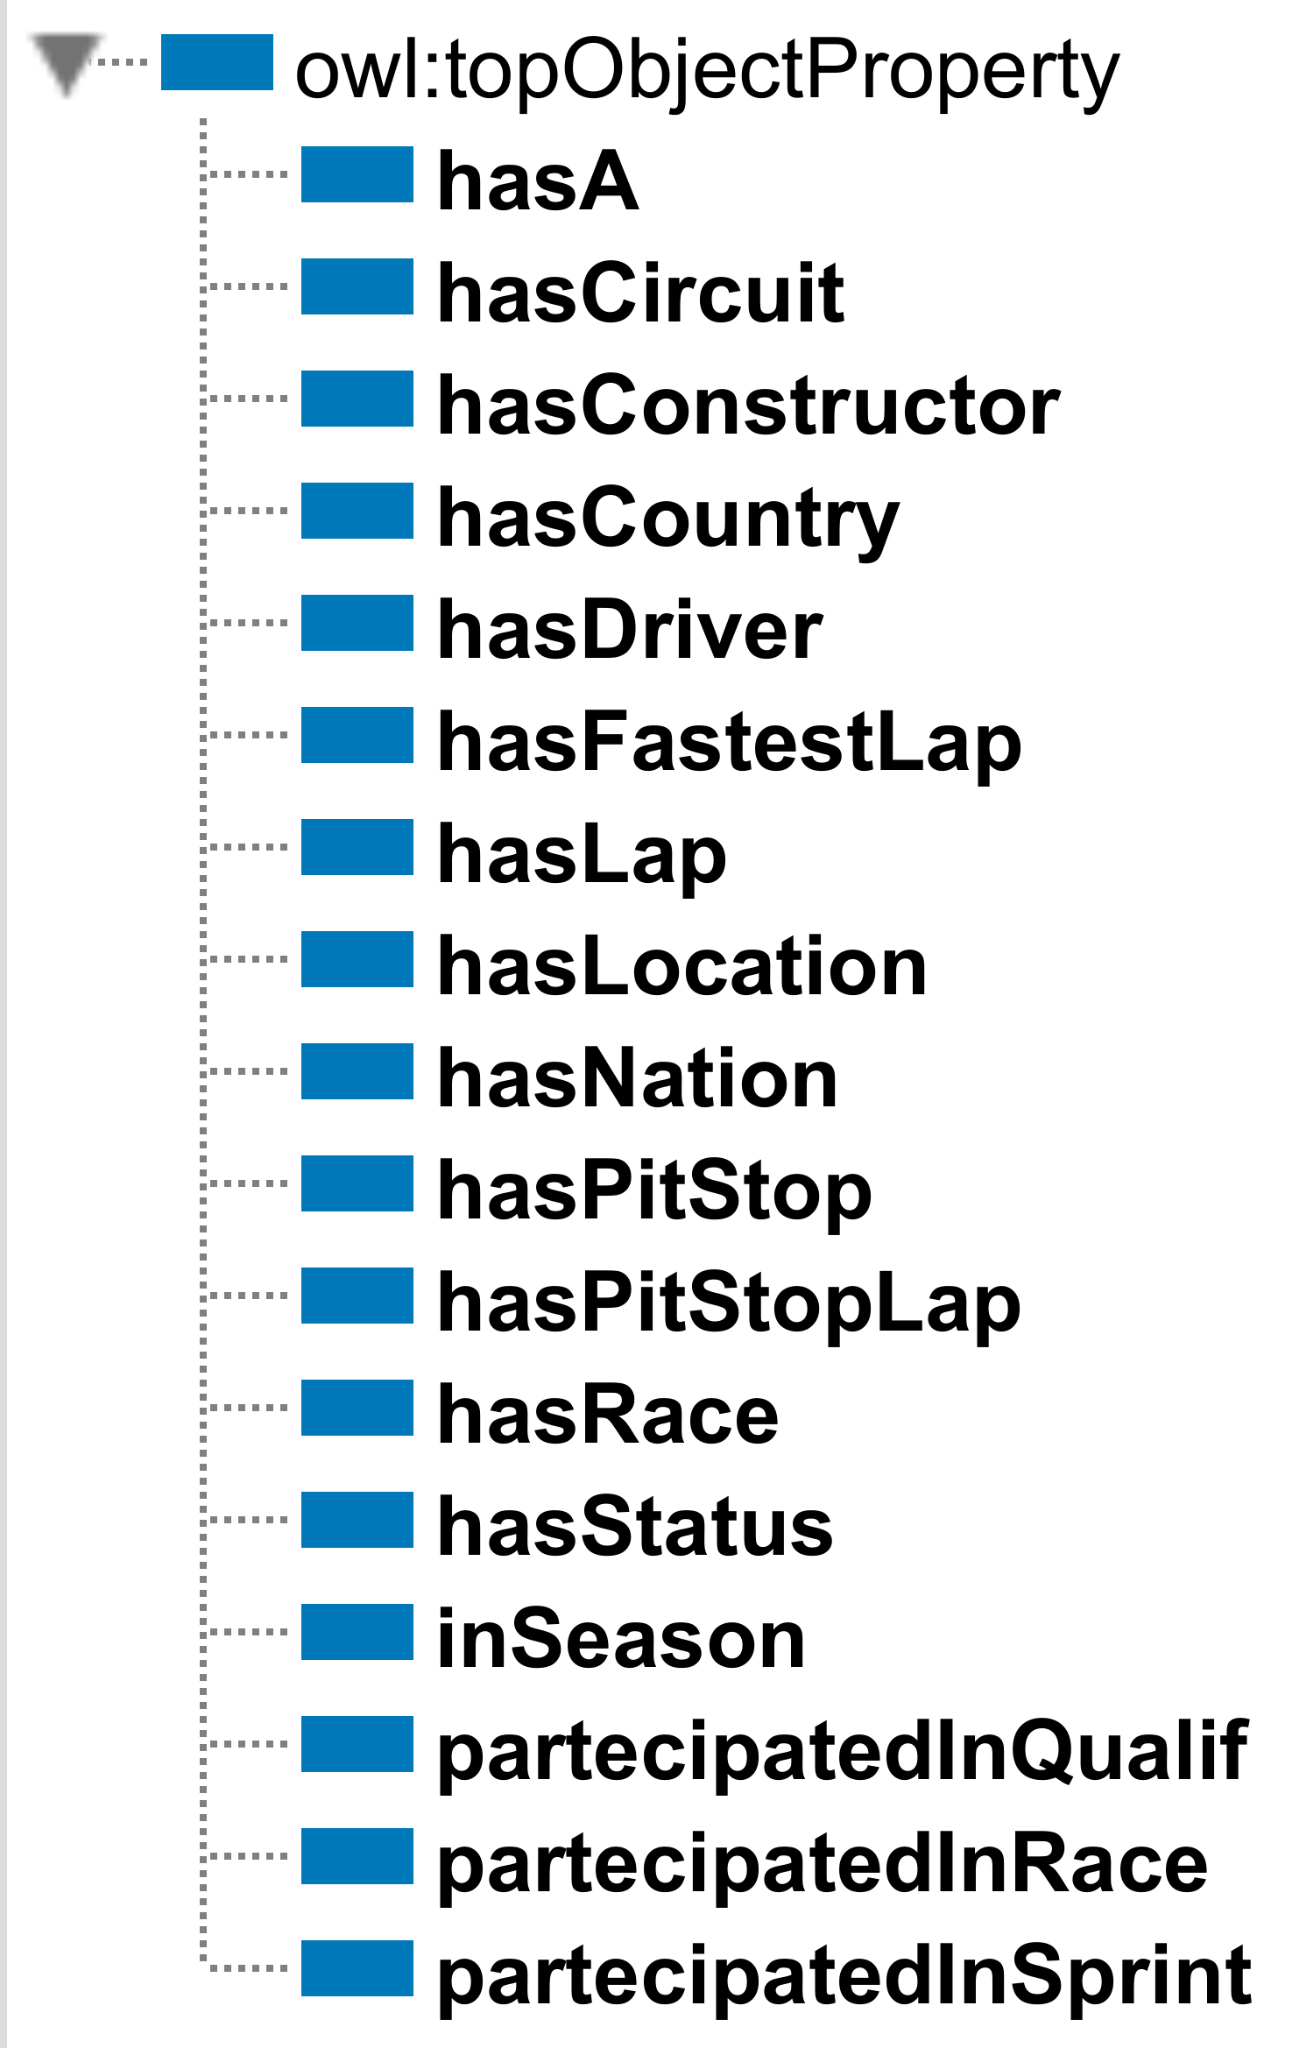 owl:topObjectProperty
hasA
hasCircuit
hasConstructor
hasCountry
hasDriver
hasFastestLap
hasLap
hasLocation
hasNation
hasPitStop
hasPitStopLap
hasRace
hasStatus
inSeason
partecipatedInQualif
partecipatedInRace
partecipatedInSprint